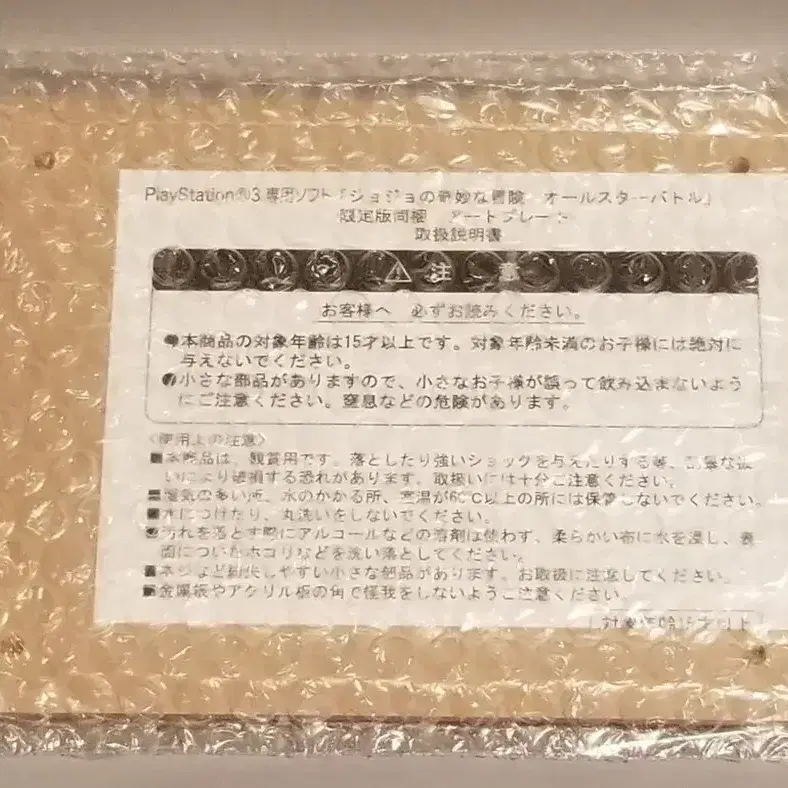 PlayStation®3 専用ソフト「ジョジョの奇妙な冒険 オールスターバトル」
限定版同梱 アートプレート
取扱説明書
⚠ 注 意
お客様へ 必ずお読みください。
●本商品の対象年齢は15才以上です。対象年齢未満のお子様には絶対に
与えないでください。
●小さな部品がありますので、小さなお子様が誤って飲み込まないよう
にご注意ください。窒息などの危険があります。
〈使用上の注意〉
■本商品は、観賞用です。落としたり強いショックを与えたりする等、扱
いにより破損する恐れがあります。取扱いには十分ご注意ください。
■湿気の多い所、水のかかる所、室温が60℃以上の所には保管しないでください。
■水につけたり、丸洗いをしないでください。
■汚れを落とす際にアルコールなどの溶剤は使わず、柔らかい布に水を浸し、表
面についたホコリなどを洗い落としてください。
■ネジなど紛失しやすい小さな部品があります。お取扱に注意してください。
■金属板やアクリル板の角で怪我をしないようご注意ください。
対象年齢15才以上